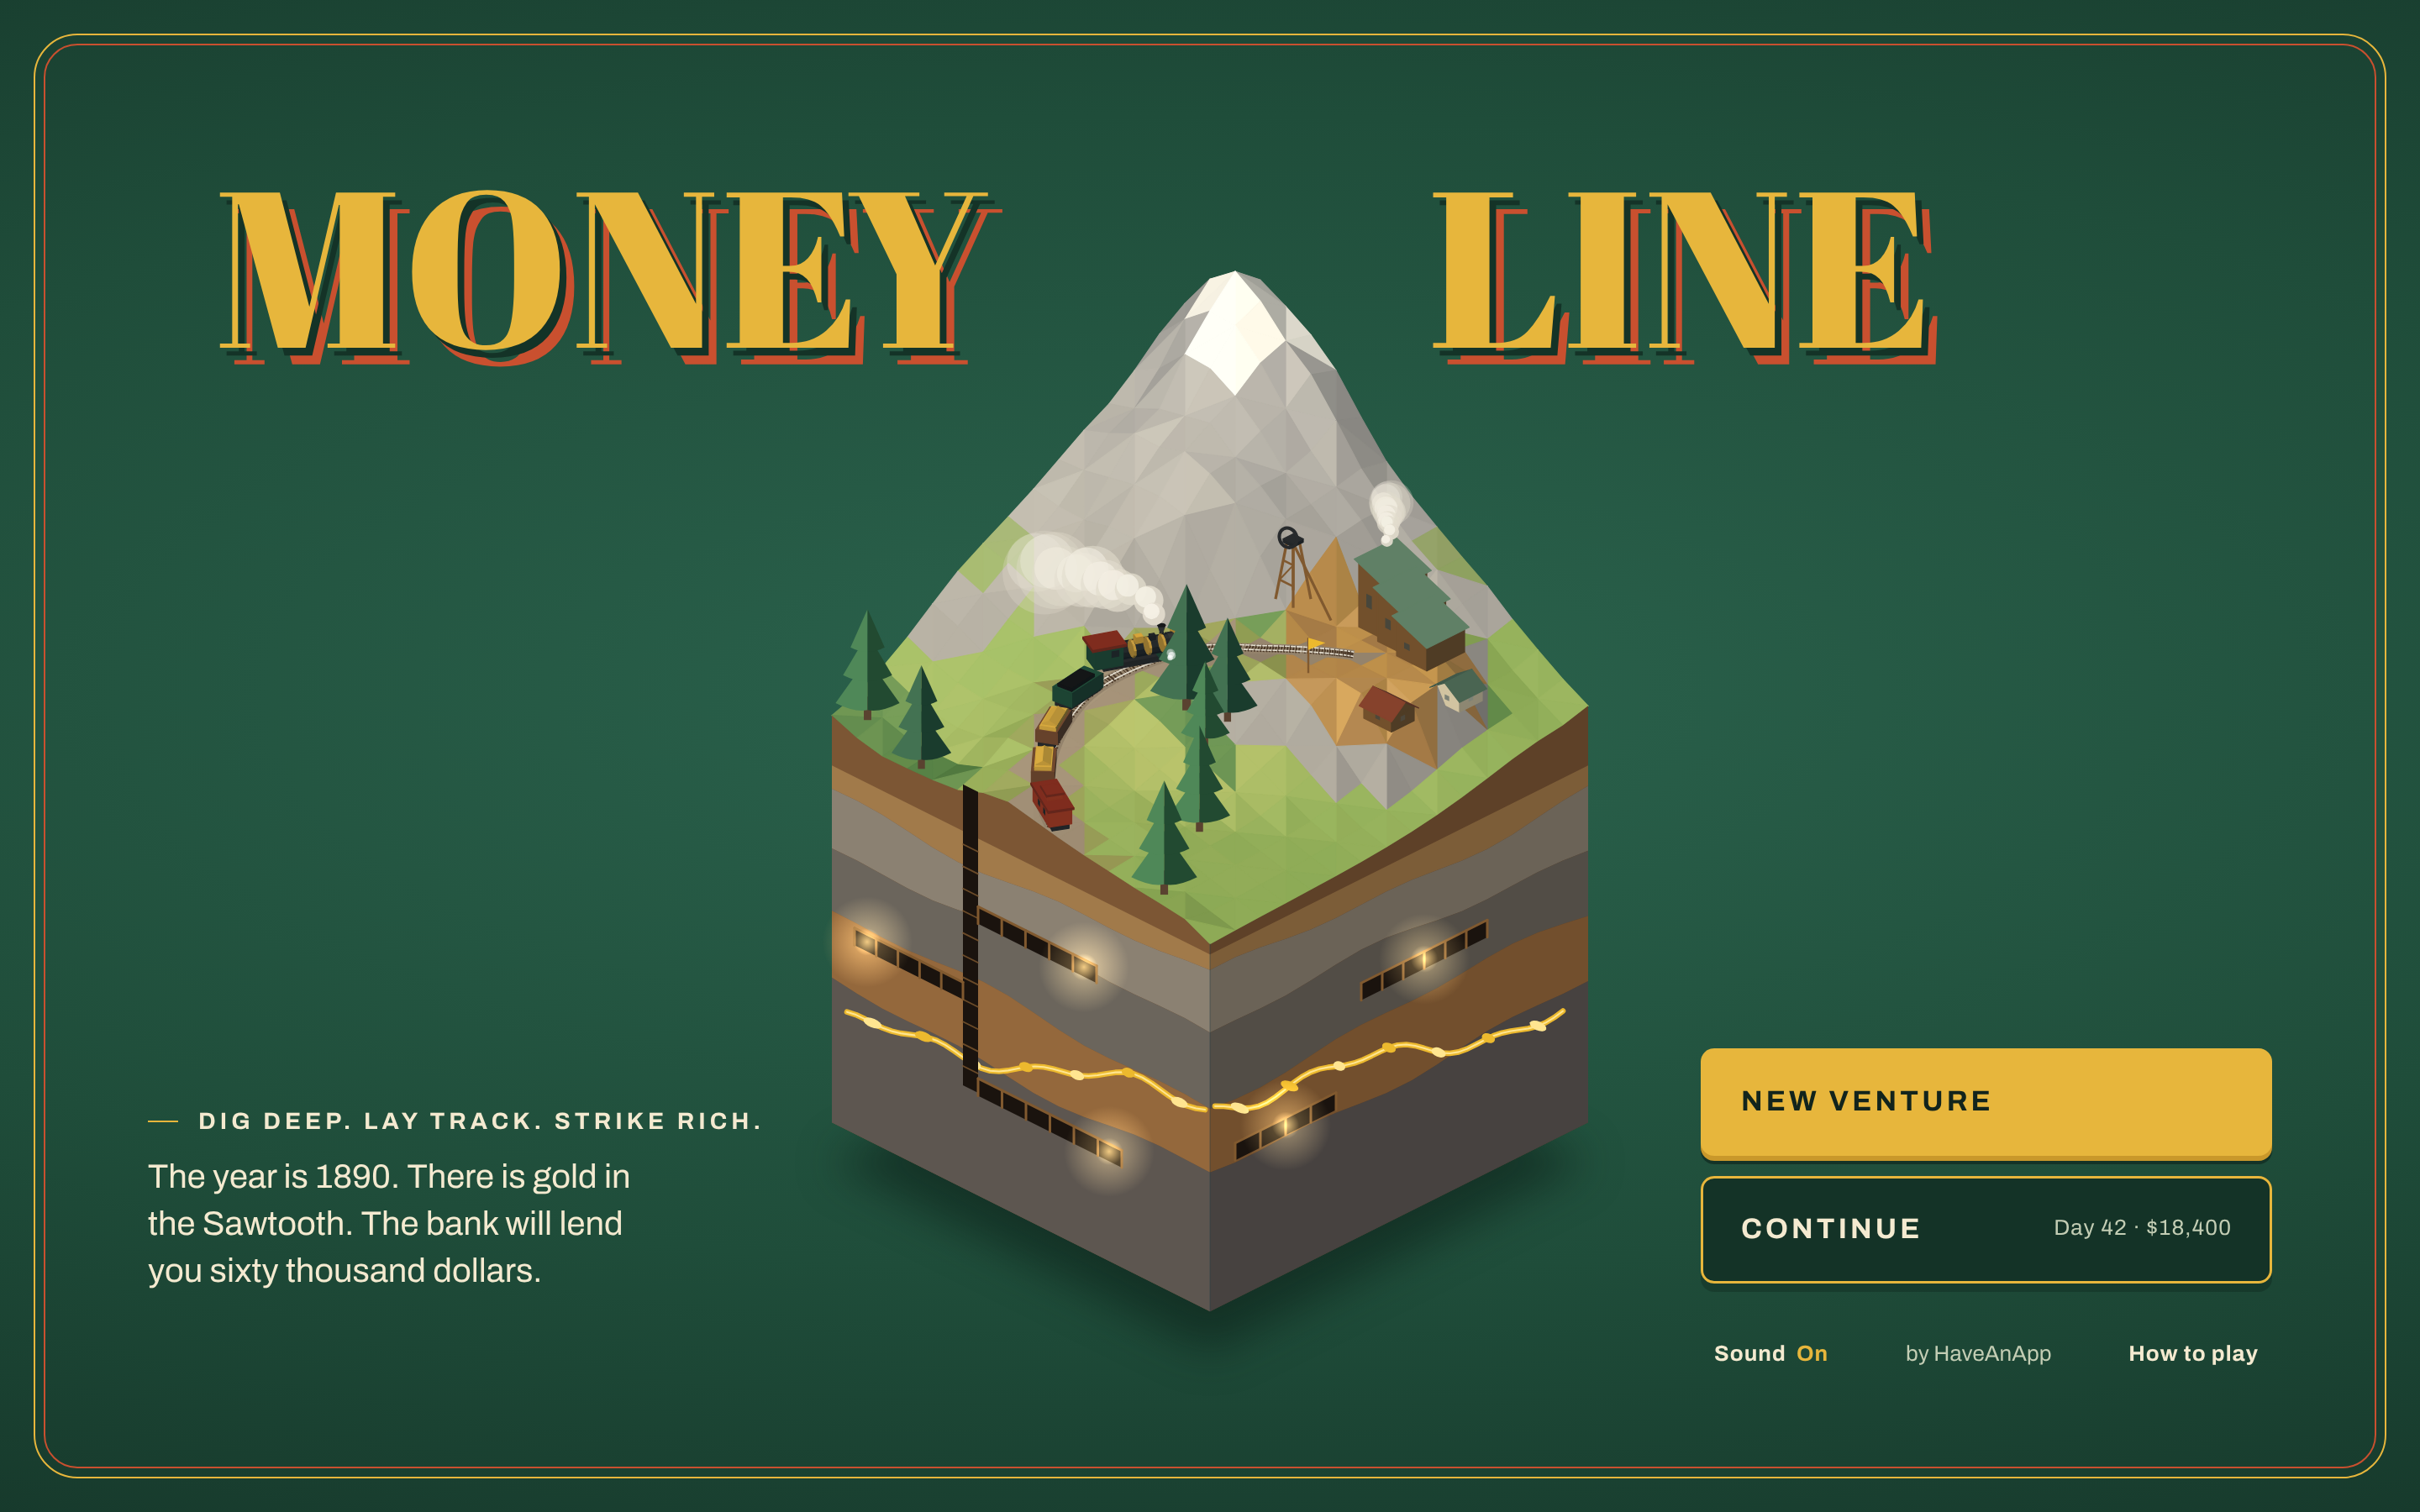 MONEY LINE
DIG DEEP. LAY TRACK. STRIKE RICH.
The year is 1890. There is gold in
the Sawtooth. The bank will lend
you sixty thousand dollars.
NEW VENTURE
CONTINUE Day 42 · $18,400
Sound On by HaveAnApp How to play